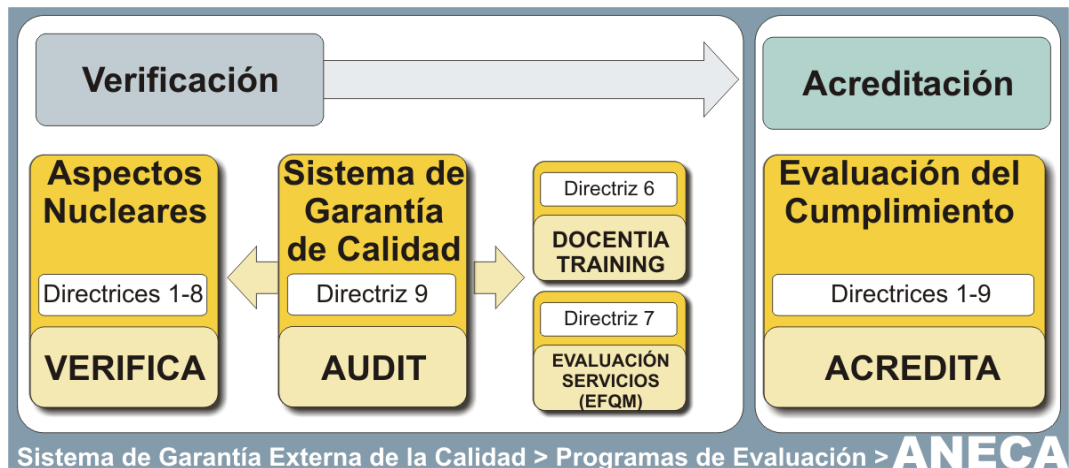 Verificación
Acreditación
Aspectos
Nucleares
Directrices 1-8
VERIFICA
Sistema de
Garantía
de Calidad
Directriz 9
AUDIT
Directriz 6
DOCENTIA
TRAINING
Directriz 7
EVALUACIÓN
SERVICIOS
(EFQM)
Evaluación del
Cumplimiento
Directrices 1-9
ACREDITA
Sistema de Garantía Externa de la Calidad > Programas de Evaluación > ANECA